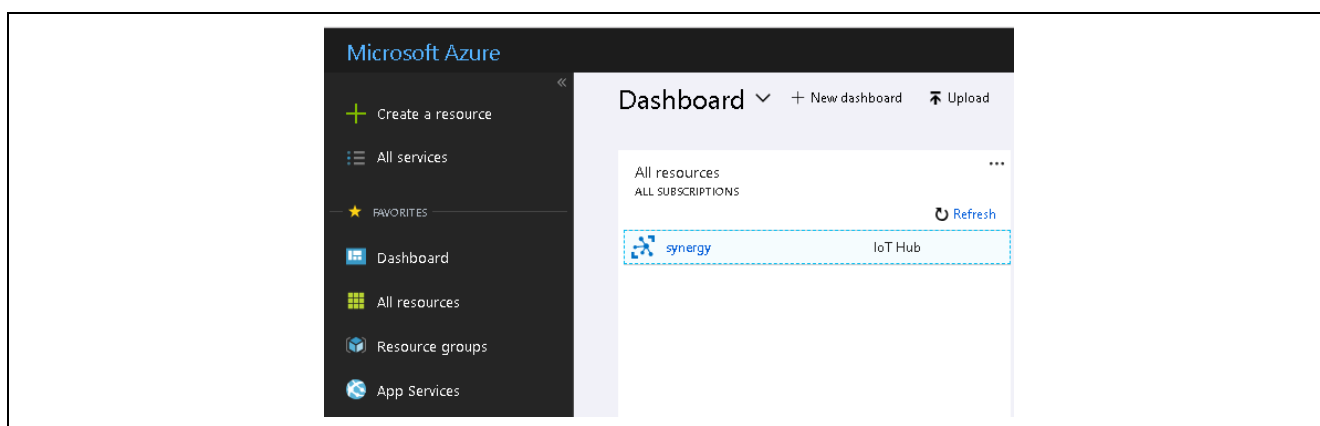 Microsoft Azure
«
Create a resource
All services
FAVORITES
Dashboard
All resources
Resource groups
App Services
Dashboard + New dashboard Upload
All resources ...
ALL SUBSCRIPTIONS
Refresh
synergy IoT Hub